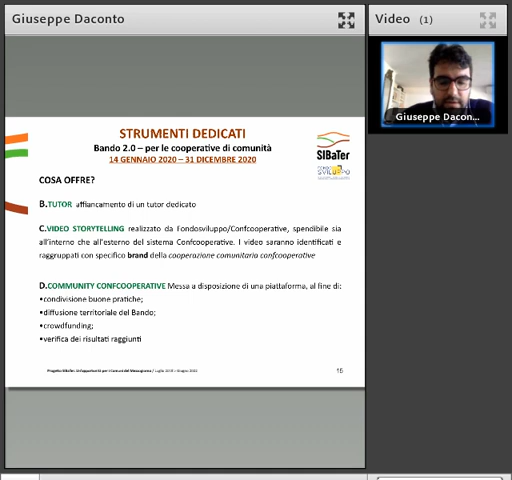 Giuseppe Daconto
Video (1)
Giuseppe Dacon...
STRUMENTI DEDICATI
Bando 2.0 – per le cooperative di comunità
14 GENNAIO 2020 – 31 DICEMBRE 2020
SIBaTer
SVILUPPO
COSA OFFRE?
B.TUTOR affiancamento di un tutor dedicato
C.VIDEO STORYTELLING realizzato da Fondosviluppo/Confcooperative, spendibile sia
all'interno che all'esterno del sistema Confcooperative. I video saranno identificati e
raggruppati con specifico brand della cooperazione comunitaria confcooperative
D.COMMUNITY CONFCOOPERATIVE Messa a disposizione di una piattaforma, al fine di:
•condivisione buone pratiche;
•diffusione territoriale del Bando;
•crowdfunding;
•verifica dei risultati raggiunti
15